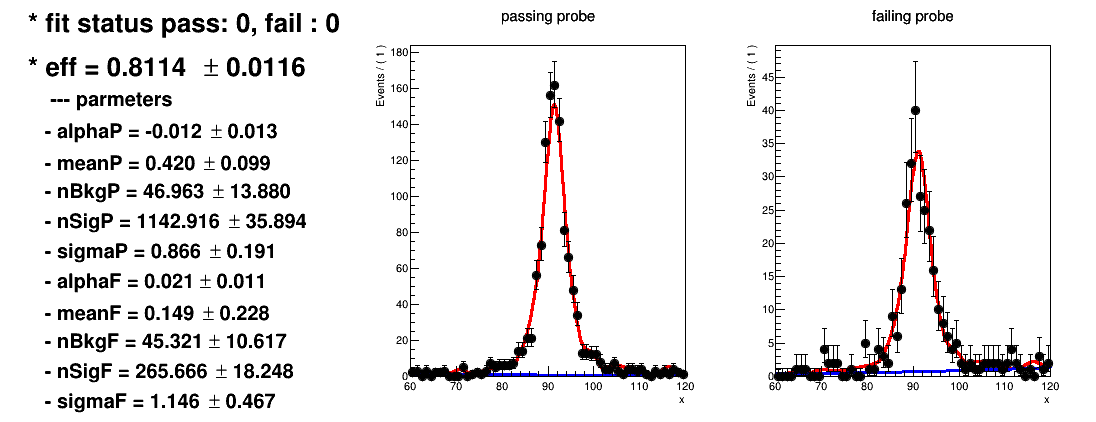 * fit status pass: 0, fail : 0
* eff = 0.8114 ± 0.0116
--- parmeters
- alphaP = -0.012 ± 0.013
- meanP = 0.420 ± 0.099
- nBkgP = 46.963 ± 13.880
- nSigP = 1142.916 ± 35.894
- sigmaP = 0.866 ± 0.191
- alphaF = 0.021 ± 0.011
- meanF = 0.149 ± 0.228
- nBkgF = 45.321 ± 10.617
- nSigF = 265.666 ± 18.248
- sigmaF = 1.146 ± 0.467
passing probe
Events / ( 1 )
180
160
140
120
100
80
60
40
20
0
60 70 80 90 100 110 120
x
failing probe
Events / ( 1 )
45
40
35
30
25
20
15
10
5
0
60 70 80 90 100 110 120
x